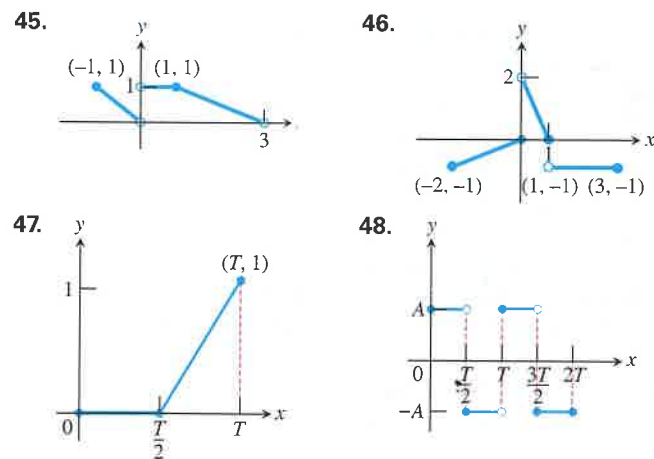 45.
y
(−1, 1)
(1, 1)
1
3
46.
y
2
x
1
(−2, −1)
(1, −1)
(3, −1)
47.
y
(T, 1)
1
0
T/2
T
x
48.
y
A
0
T/2
T
3T/2
2T
x
−A